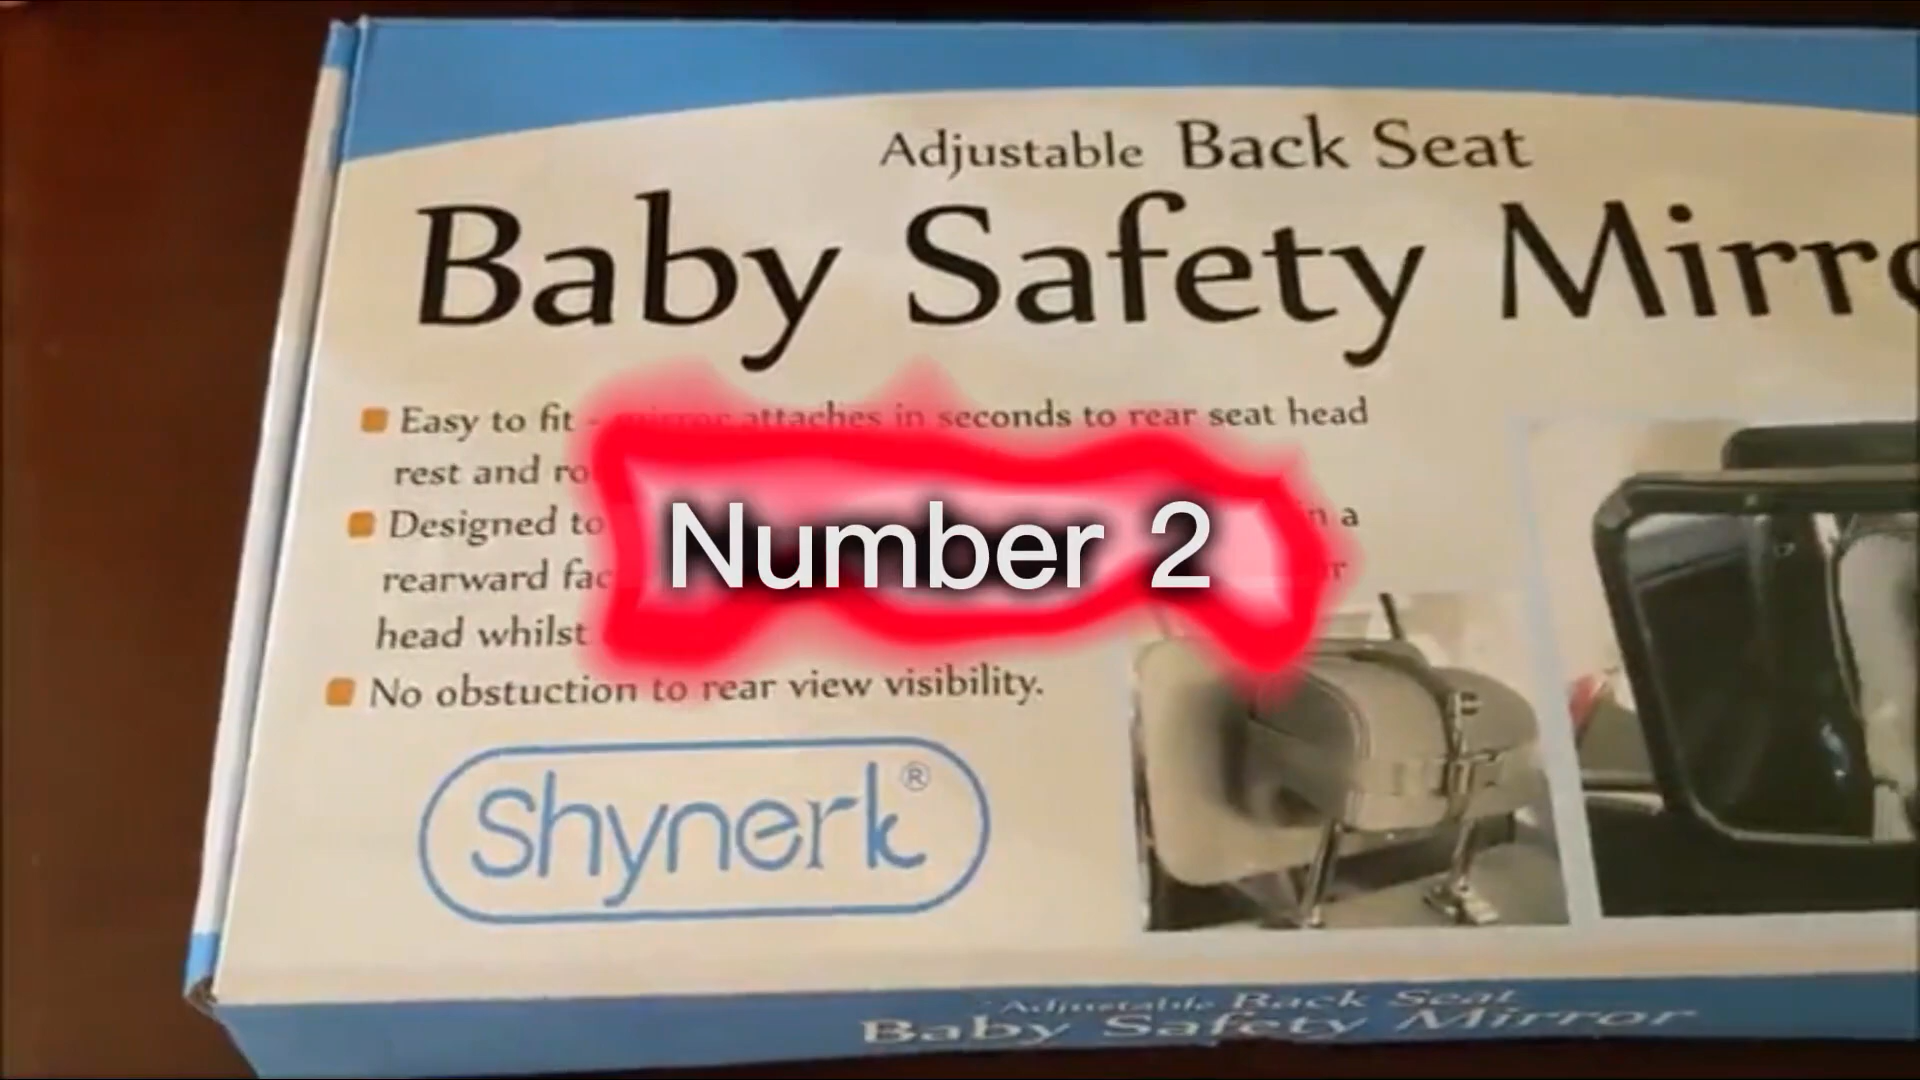 Adjustable Back Seat
Baby Safety Mirro
Easy to fit - mirror attaches in seconds to rear seat head
rest and ro
Number 2
Designed to
in a
rearward fac
head whilst
No obstuction to rear view visibility.
Shynerk®
Adjustable Back Seat
Baby Safety Mirror